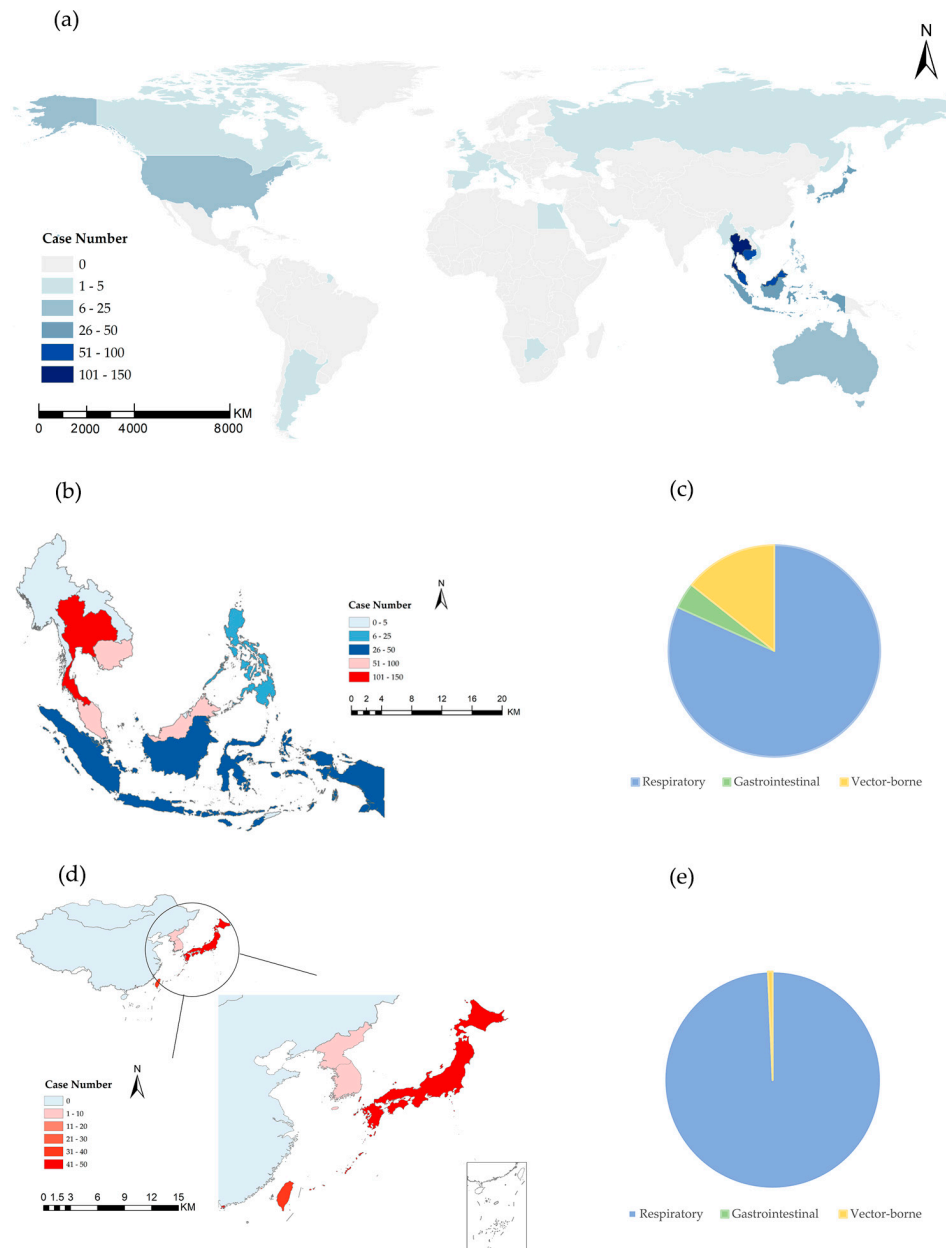 (a)
N
Case Number
0
1 - 5
6 - 25
26 - 50
51 - 100
101 - 150
KM
0 2000 4000 8000
(b)
(c)
N
Case Number
0 - 5
6 - 25
26 - 50
51 - 100
101 - 150
0 2 4 8 12 16 20
KM
Respiratory Gastrointestinal Vector-borne
(d)
(e)
N
Case Number
0
1 - 10
11 - 20
21 - 30
31 - 40
41 - 50
0 1.5 3 6 9 12 15
KM
Respiratory Gastrointestinal Vector-borne